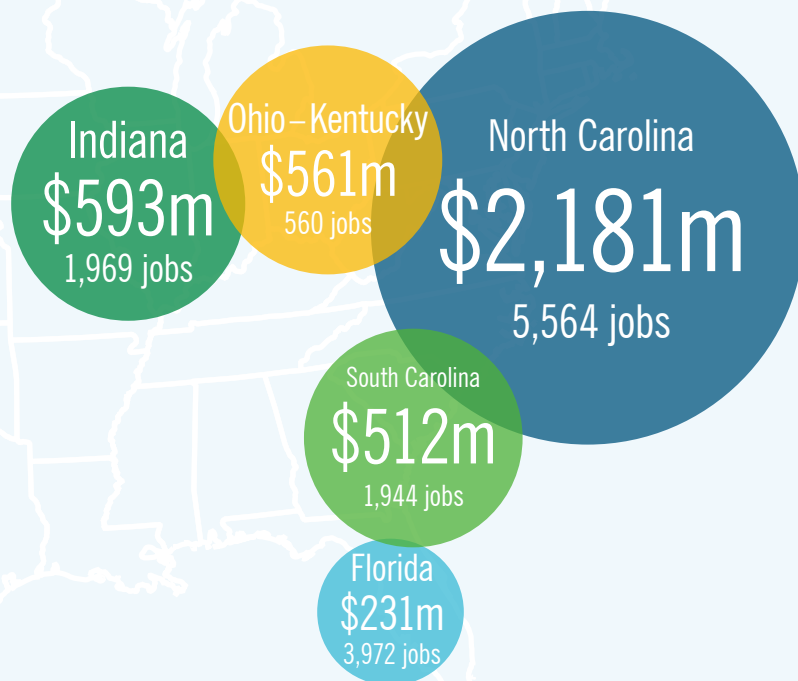 Indiana
$593m
1,969 jobs
Ohio–Kentucky
$561m
560 jobs
North Carolina
$2,181m
5,564 jobs
South Carolina
$512m
1,944 jobs
Florida
$231m
3,972 jobs